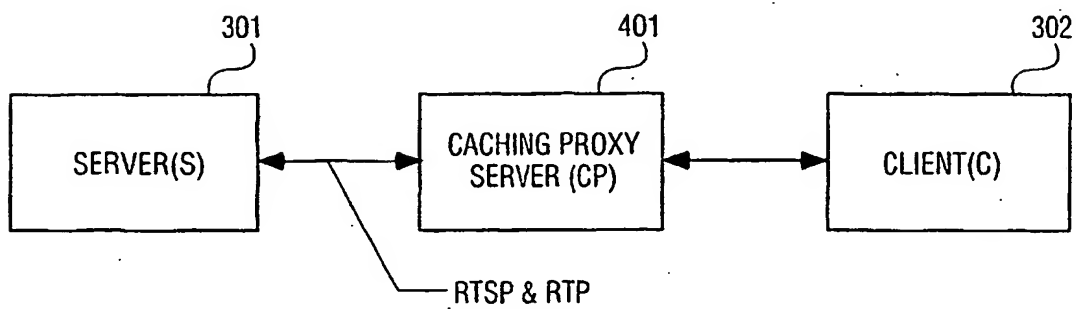 301
401
302
SERVER(S)
CACHING PROXY
SERVER (CP)
CLIENT(C)
RTSP & RTP